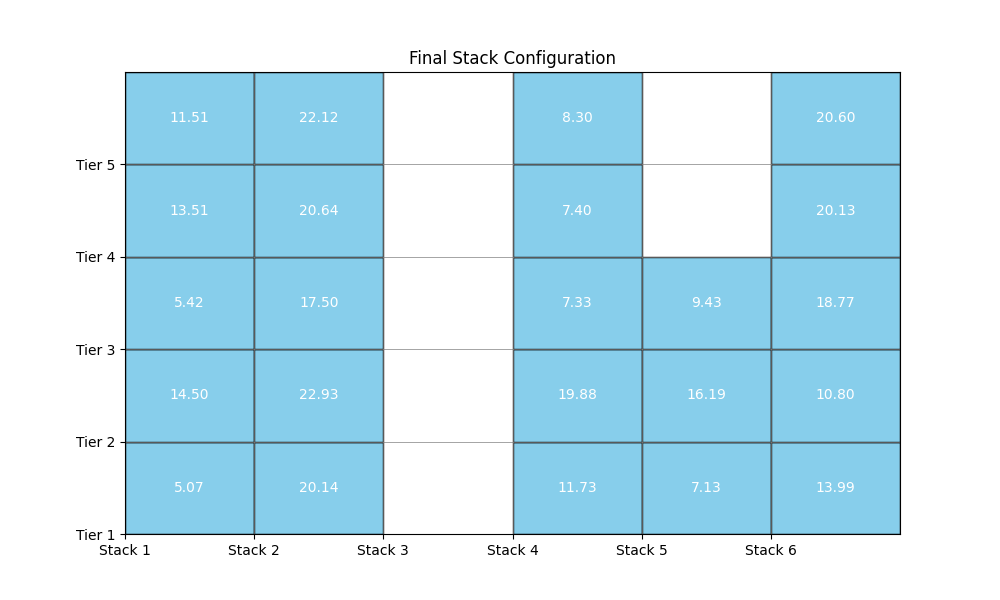 Final Stack Configuration
11.51 22.12 8.30 20.60
Tier 5
13.51 20.64 7.40 20.13
Tier 4
5.42 17.50 7.33 9.43 18.77
Tier 3
14.50 22.93 19.88 16.19 10.80
Tier 2
5.07 20.14 11.73 7.13 13.99
Tier 1
Stack 1 Stack 2 Stack 3 Stack 4 Stack 5 Stack 6